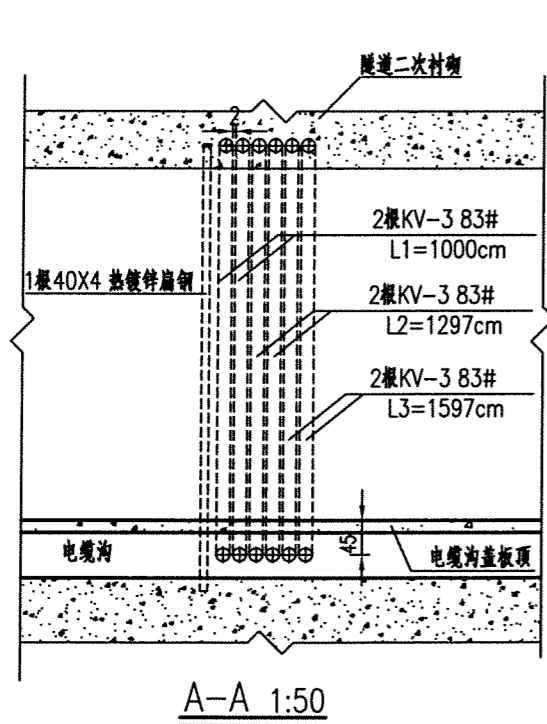 隧道二次衬砌
2
2根KV-3 83#
L1=1000cm
1根40X4 热镀锌扁钢
2根KV-3 83#
L2=1297cm
2根KV-3 83#
L3=1597cm
电缆沟
45
电缆沟盖板顶
A-A 1:50